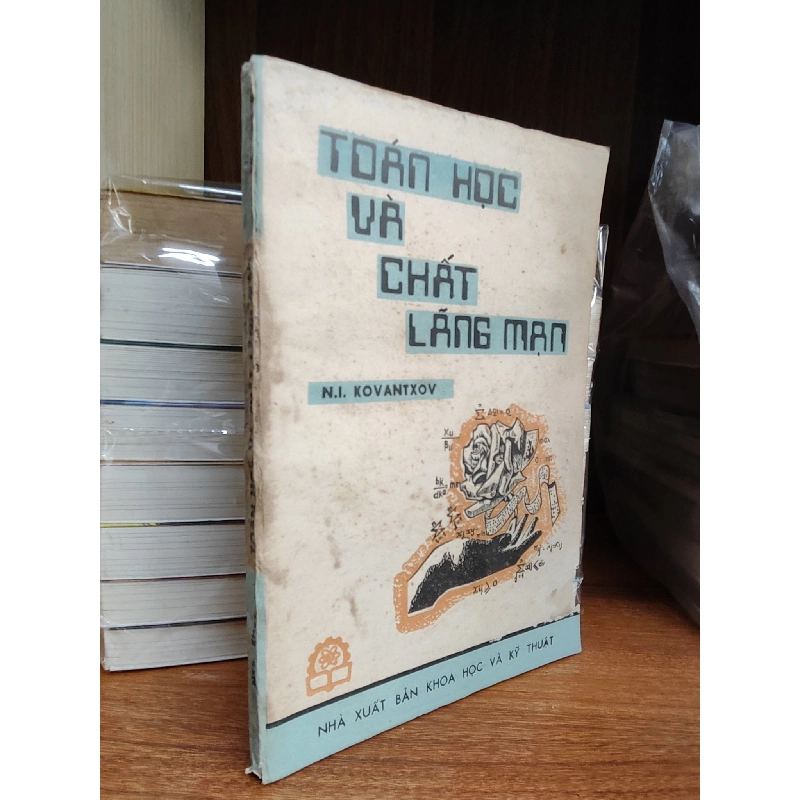 TOÁN HỌC
VÀ
CHẤT
LÃNG MẠN
N.I. KOVANTXOV
NHÀ XUẤT BẢN KHOA HỌC VÀ KỸ THUẬT